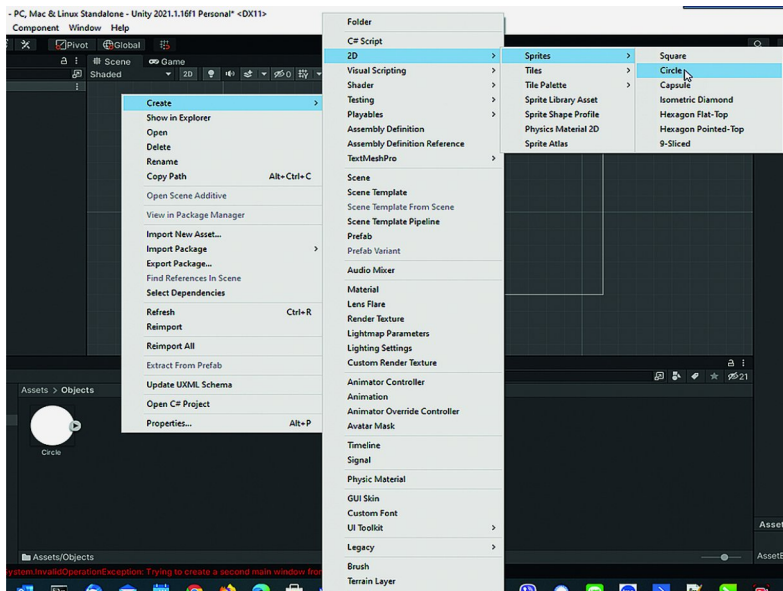 - PC, Mac & Linux Standalone - Unity 2021.1.16f1 Personal* <DX11>
Component Window Help
Pivot Global
Scene Game
Shaded 2D 0
Create
Show in Explorer
Open
Delete
Rename
Copy Path Alt+Ctrl+C
Open Scene Additive
View in Package Manager
Import New Asset...
Import Package
Export Package...
Find References In Scene
Select Dependencies
Refresh Ctrl+R
Reimport
Reimport All
Extract From Prefab
Update UXML Schema
Open C# Project
Properties... Alt+P
Folder
C# Script
2D
Visual Scripting
Shader
Testing
Playables
Assembly Definition
Assembly Definition Reference
TextMeshPro
Scene
Scene Template
Scene Template From Scene
Scene Template Pipeline
Prefab
Prefab Variant
Audio Mixer
Material
Lens Flare
Render Texture
Lightmap Parameters
Lighting Settings
Custom Render Texture
Animator Controller
Animation
Animator Override Controller
Avatar Mask
Timeline
Signal
Physic Material
GUI Skin
Custom Font
UI Toolkit
Legacy
Brush
Terrain Layer
Sprites
Tiles
Tile Palette
Sprite Library Asset
Sprite Shape Profile
Physics Material 2D
Sprite Atlas
Square
Circle
Capsule
Isometric Diamond
Hexagon Flat-Top
Hexagon Pointed-Top
9-Sliced
21
Assets > Objects
Circle
Asset
Assets/Objects
AssetB
System.InvalidOperationException: Trying to create a second main window from